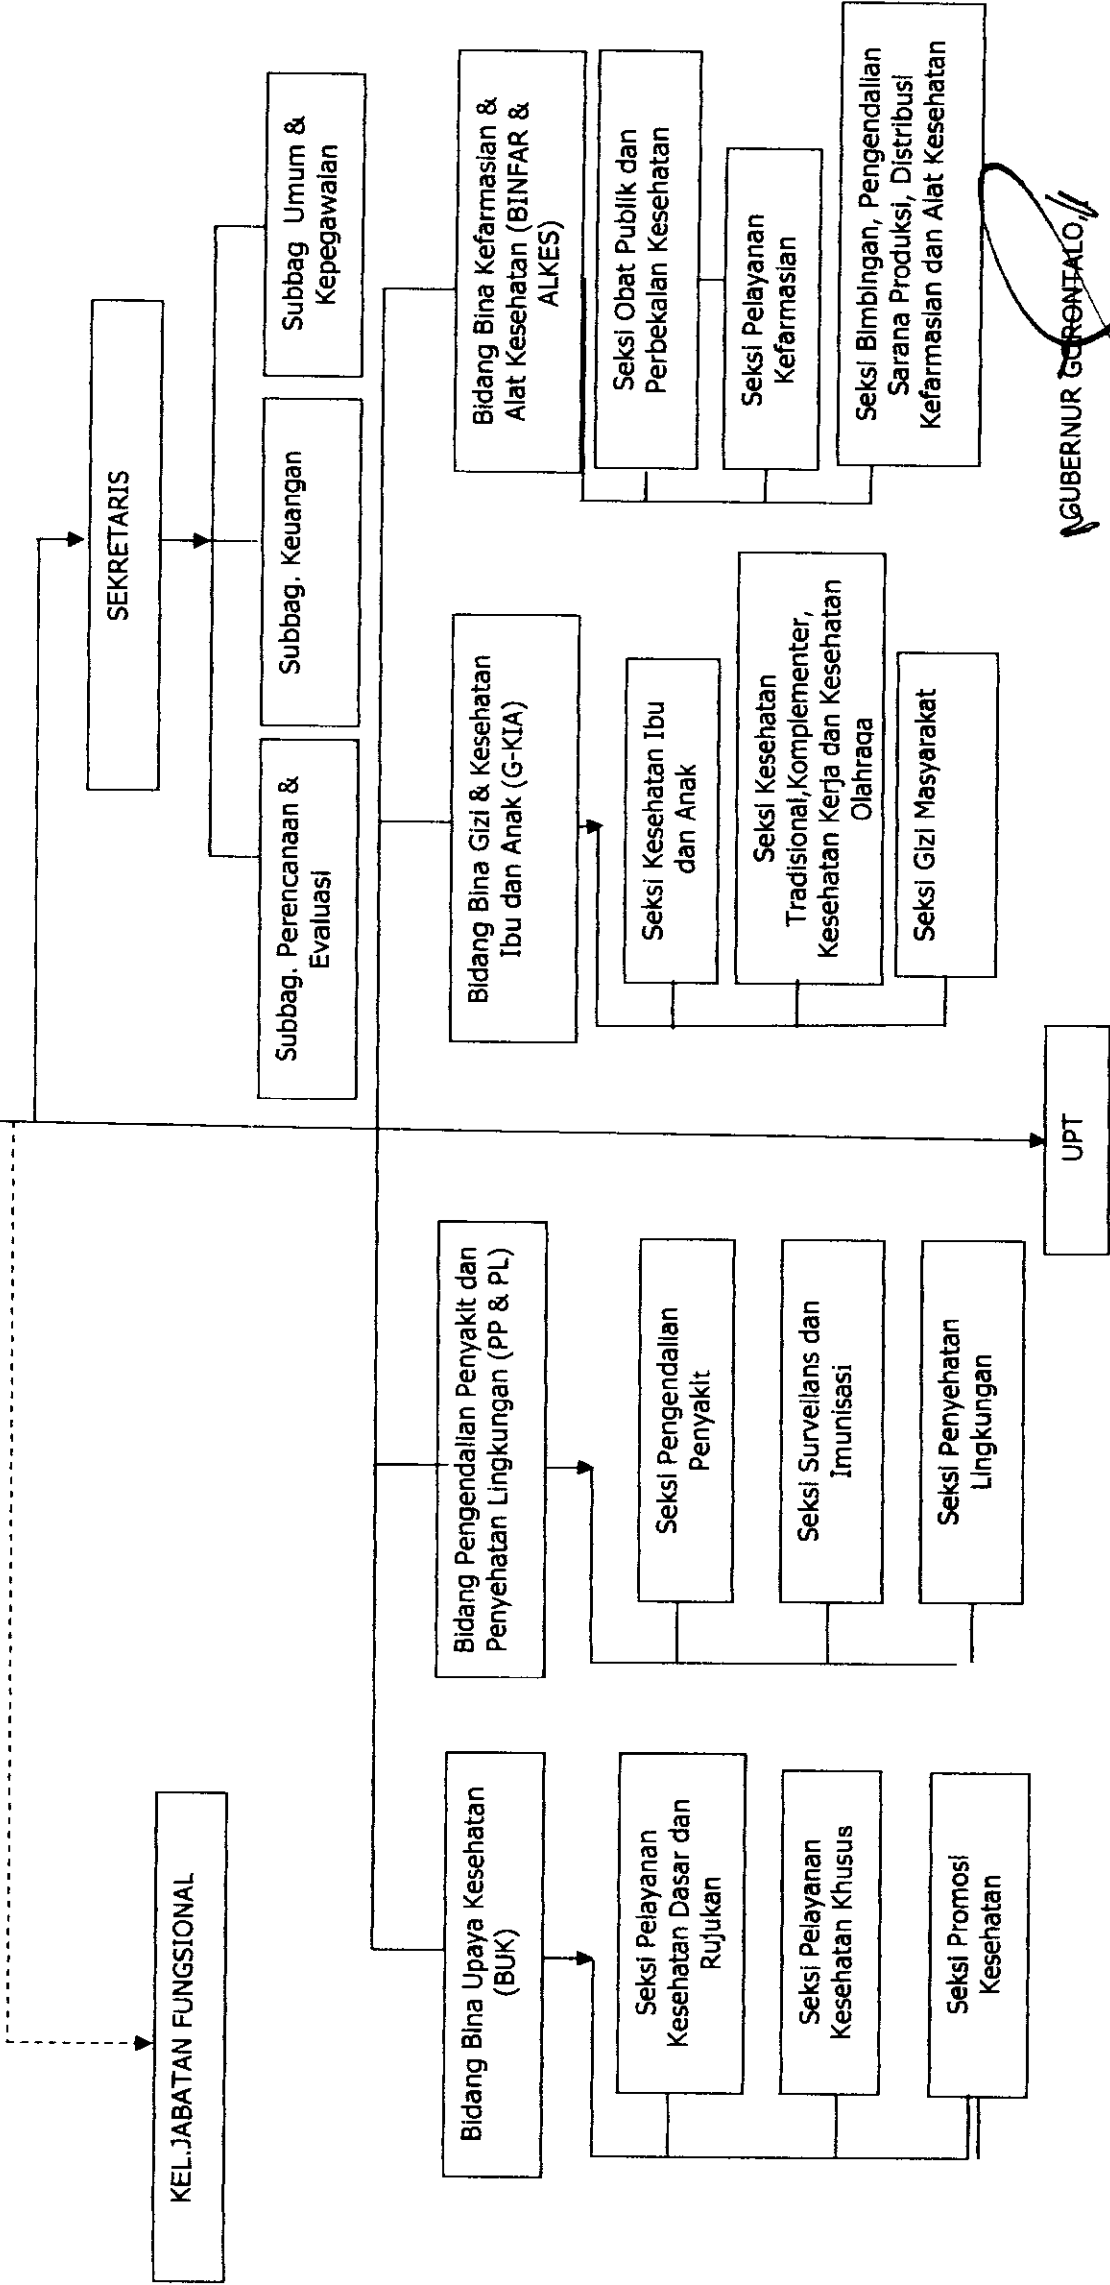 SEKRETARIS
KEL.JABATAN FUNGSIONAL
Subbag. Perencanaan &
Evaluasi
Subbag. Keuangan
Subbag Umum &
Kepegawaian
Bidang Bina Upaya Kesehatan
(BUK)
Seksi Pelayanan
Kesehatan Dasar dan
Rujukan
Seksi Pelayanan
Kesehatan Khusus
Seksi Promosi
Kesehatan
Bidang Pengendalian Penyakit dan
Penyehatan Lingkungan (PP & PL)
Seksi Pengendalian
Penyakit
Seksi Surveilans dan
Imunisasi
Seksi Penyehatan
Lingkungan
Bidang Bina Gizi & Kesehatan
Ibu dan Anak (G-KIA)
Seksi Kesehatan Ibu
dan Anak
Seksi Kesehatan
Tradisional,Komplementer,
Kesehatan Kerja dan Kesehatan
Olahraga
Seksi Gizi Masyarakat
Bidang Bina Kefarmasian &
Alat Kesehatan (BINFAR &
ALKES)
Seksi Obat Publik dan
Perbekalan Kesehatan
Seksi Pelayanan
Kefarmasian
Seksi Bimbingan, Pengendalian
Sarana Produksi, Distribusi
Kefarmasian dan Alat Kesehatan
UPT
GUBERNUR GORONTALO,